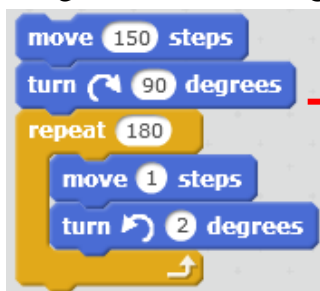 move 150 steps
turn 90 degrees
repeat 180
move 1 steps
turn 2 degrees